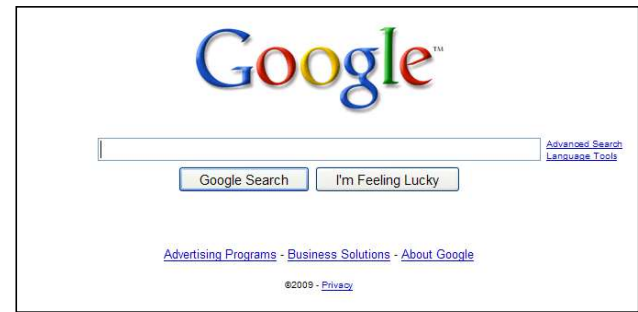 Google™
Advanced Search
Language Tools
Google Search I'm Feeling Lucky
Advertising Programs - Business Solutions - About Google
©2009 - Privacy